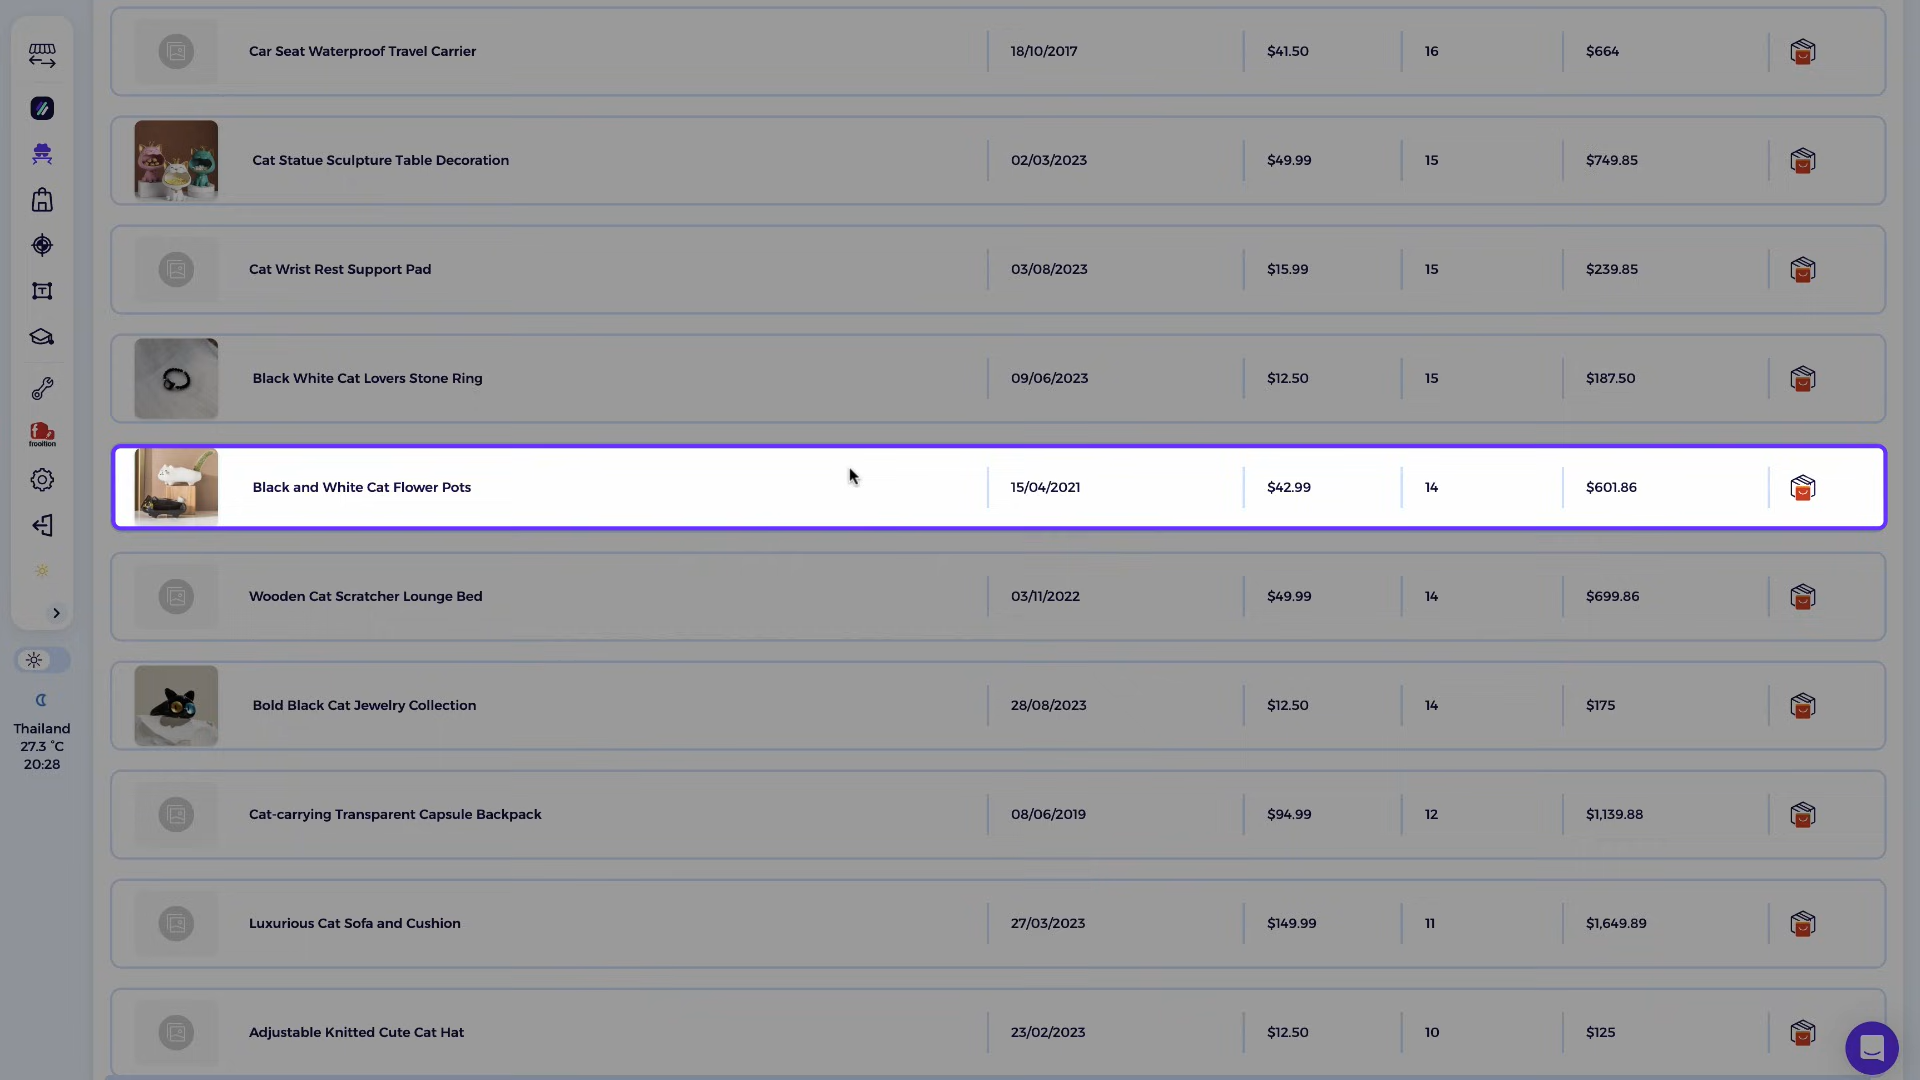 Car Seat Waterproof Travel Carrier 18/10/2017 $41.50 16 $664
Cat Statue Sculpture Table Decoration 02/03/2023 $49.99 15 $749.85
Cat Wrist Rest Support Pad 03/08/2023 $15.99 15 $239.85
Black White Cat Lovers Stone Ring 09/06/2023 $12.50 15 $187.50
froolition
Black and White Cat Flower Pots 15/04/2021 $42.99 14 $601.86
Wooden Cat Scratcher Lounge Bed 03/11/2022 $49.99 14 $699.86
Bold Black Cat Jewelry Collection 28/08/2023 $12.50 14 $175
Thailand
27.3 °C
20:28
Cat-carrying Transparent Capsule Backpack 08/06/2019 $94.99 12 $1,139.88
Luxurious Cat Sofa and Cushion 27/03/2023 $149.99 11 $1,649.89
Adjustable Knitted Cute Cat Hat 23/02/2023 $12.50 10 $125